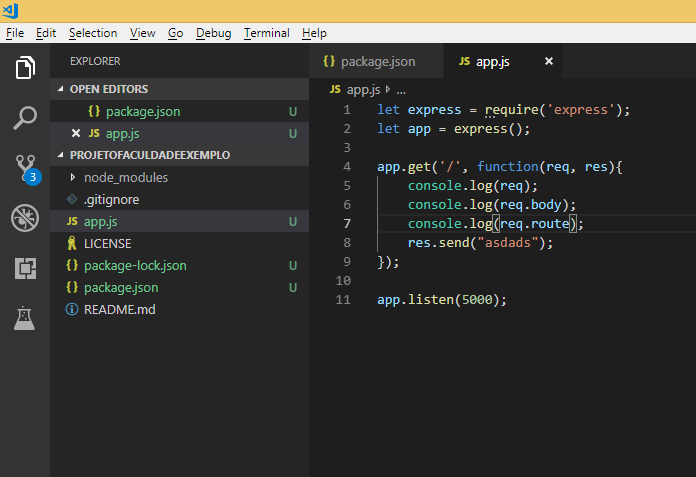 File Edit Selection View Go Debug Terminal Help
EXPLORER
OPEN EDITORS
{} package.json U
× JS app.js U
PROJETOFACULDADEEXEMPLO
node_modules
.gitignore
JS app.js U
LICENSE
{} package-lock.json U
{} package.json U
README.md
3
{} package.json JS app.js ×
JS app.js ...
1 let express = require('express');
2 let app = express();
3
4 app.get('/', function(req, res){
5     console.log(req);
6     console.log(req.body);
7     console.log(req.route);
8     res.send("asdads");
9 });
10
11 app.listen(5000);